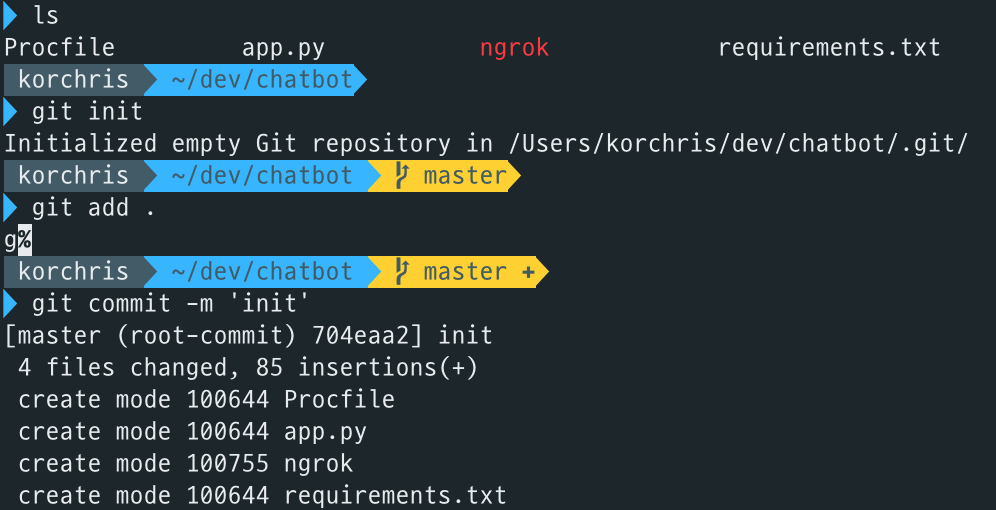 ls
Procfile app.py ngrok requirements.txt
korchris ~/dev/chatbot
git init
Initialized empty Git repository in /Users/korchris/dev/chatbot/.git/
korchris ~/dev/chatbot master
git add .
g%
korchris ~/dev/chatbot master +
git commit -m 'init'
[master (root-commit) 704eaa2] init
4 files changed, 85 insertions(+)
create mode 100644 Procfile
create mode 100644 app.py
create mode 100755 ngrok
create mode 100644 requirements.txt